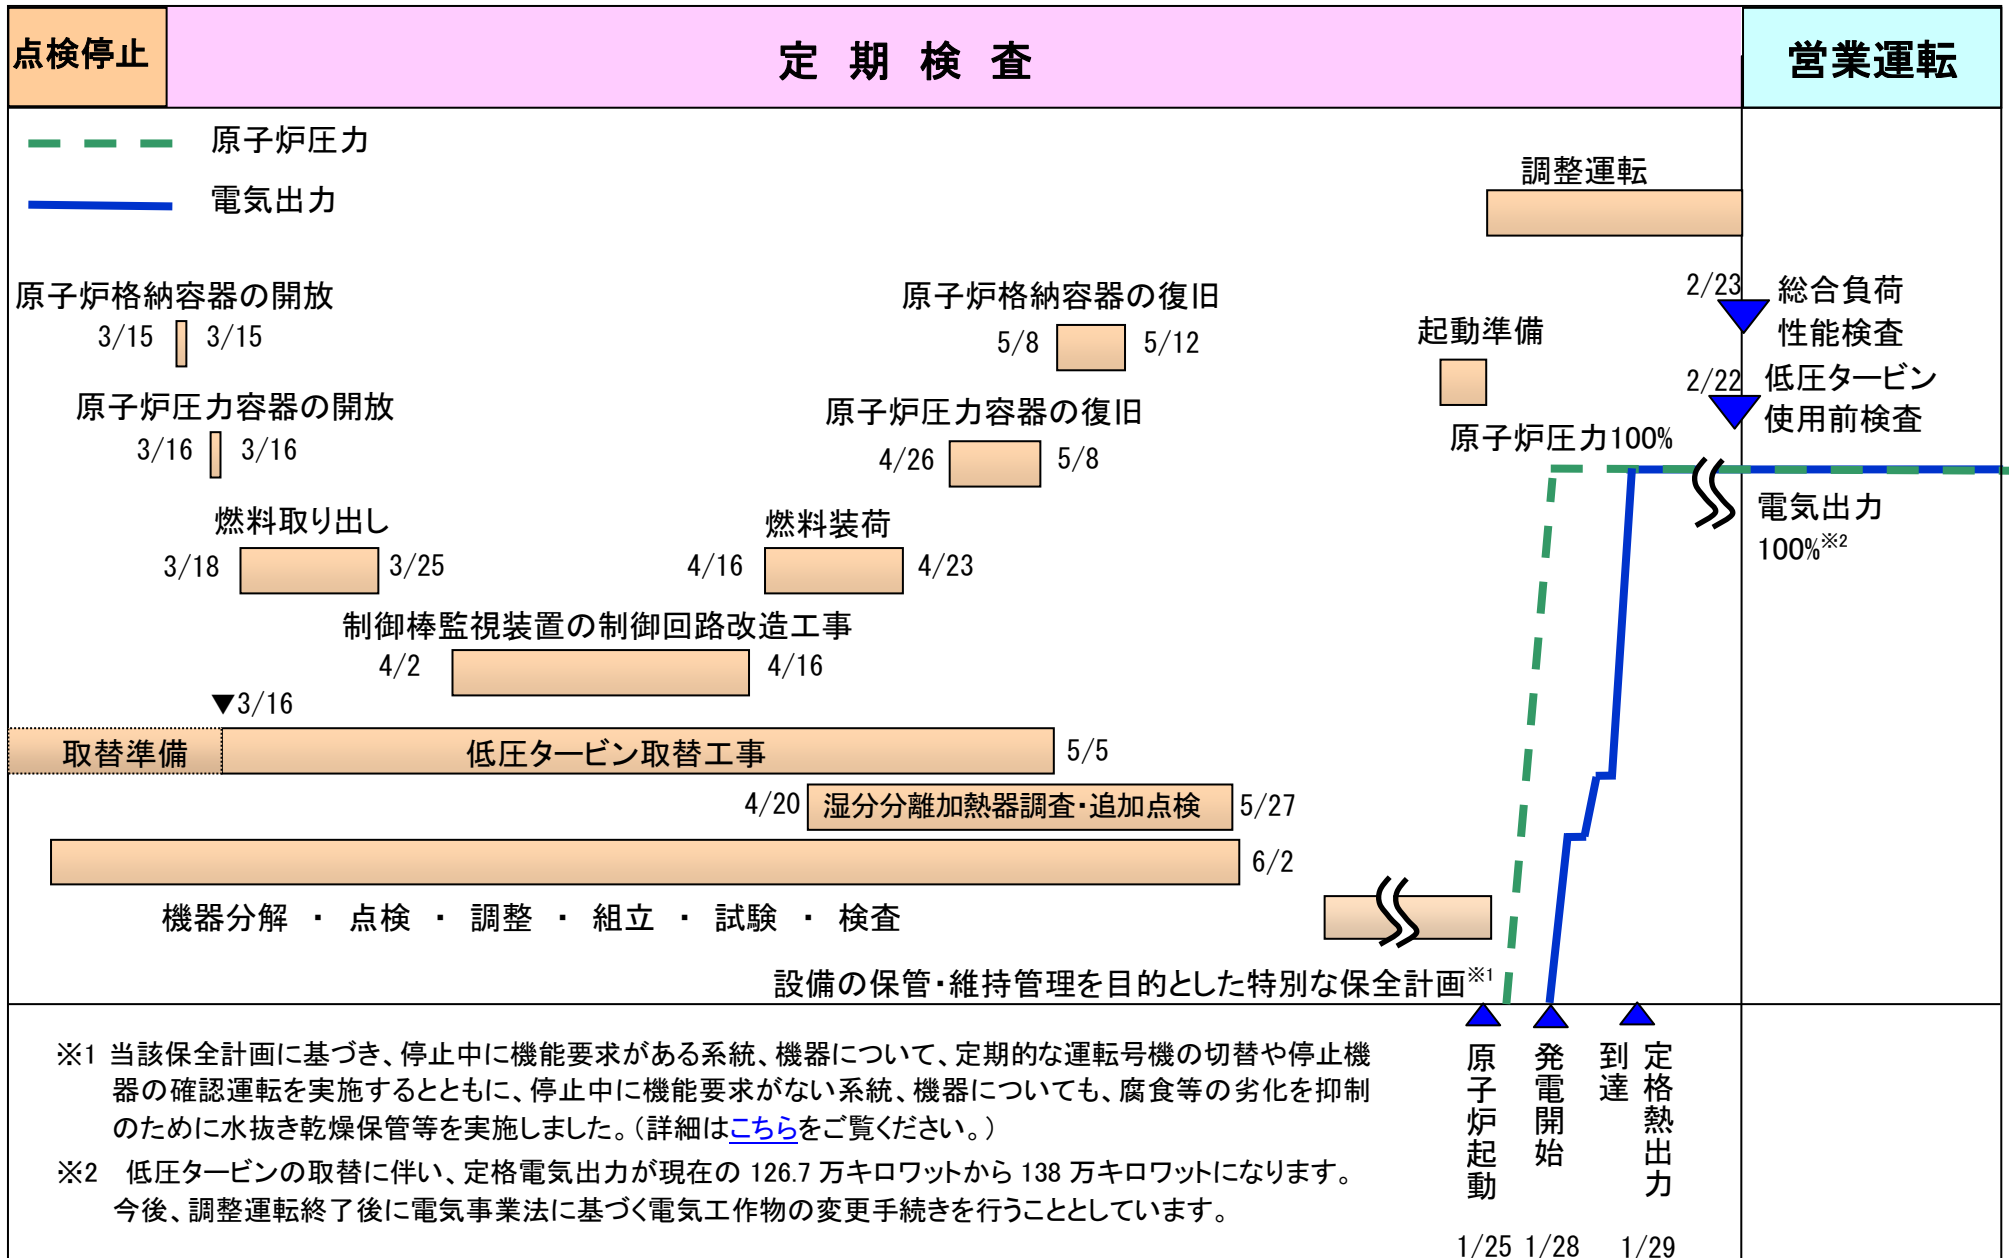 点検停止
定 期 検 査
営業運転
原子炉圧力
電気出力
調整運転
原子炉格納容器の開放
3/15
3/15
原子炉格納容器の復旧
5/8
5/12
起動準備
2/23
総合負荷
性能検査
原子炉圧力容器の開放
3/16
3/16
原子炉圧力容器の復旧
4/26
5/8
2/22
低圧タービン
使用前検査
原子炉圧力100%
燃料取り出し
3/18
3/25
燃料装荷
4/16
4/23
電気出力
100%※2
制御棒監視装置の制御回路改造工事
4/2
4/16
▼3/16
取替準備
低圧タービン取替工事
5/5
4/20
湿分分離加熱器調査・追加点検
5/27
6/2
機器分解 ・ 点検 ・ 調整 ・ 組立 ・ 試験 ・ 検査
設備の保管・維持管理を目的とした特別な保全計画※1
※1 当該保全計画に基づき、停止中に機能要求がある系統、機器について、定期的な運転号機の切替や停止機
器の確認運転を実施するとともに、停止中に機能要求がない系統、機器についても、腐食等の劣化を抑制
のために水抜き乾燥保管等を実施しました。（詳細はこちらをご覧ください。）
※2 低圧タービンの取替に伴い、定格電気出力が現在の 126.7 万キロワットから 138 万キロワットになります。
今後、調整運転終了後に電気事業法に基づく電気工作物の変更手続きを行うこととしています。
原子炉起動
1/25
発電開始
1/28
定格熱出力
到達
1/29